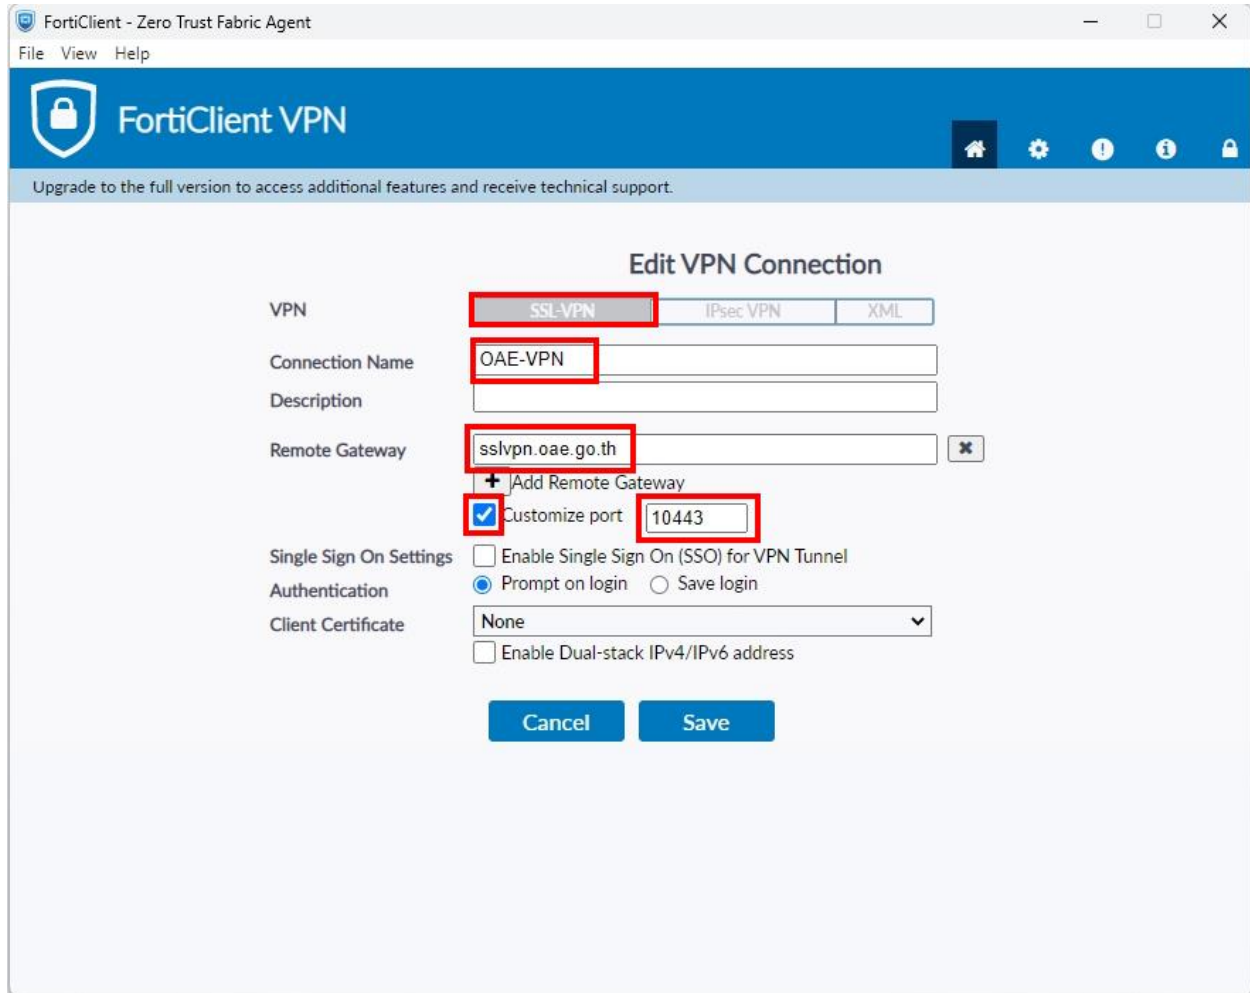 FortiClient - Zero Trust Fabric Agent
File View Help
FortiClient VPN
Upgrade to the full version to access additional features and receive technical support.
Edit VPN Connection
VPN SSL-VPN IPsec VPN XML
Connection Name OAE-VPN
Description
Remote Gateway sslvpn.oae.go.th
Add Remote Gateway
Customize port 10443
Single Sign On Settings Enable Single Sign On (SSO) for VPN Tunnel
Authentication Prompt on login Save login
Client Certificate None
Enable Dual-stack IPv4/IPv6 address
Cancel Save